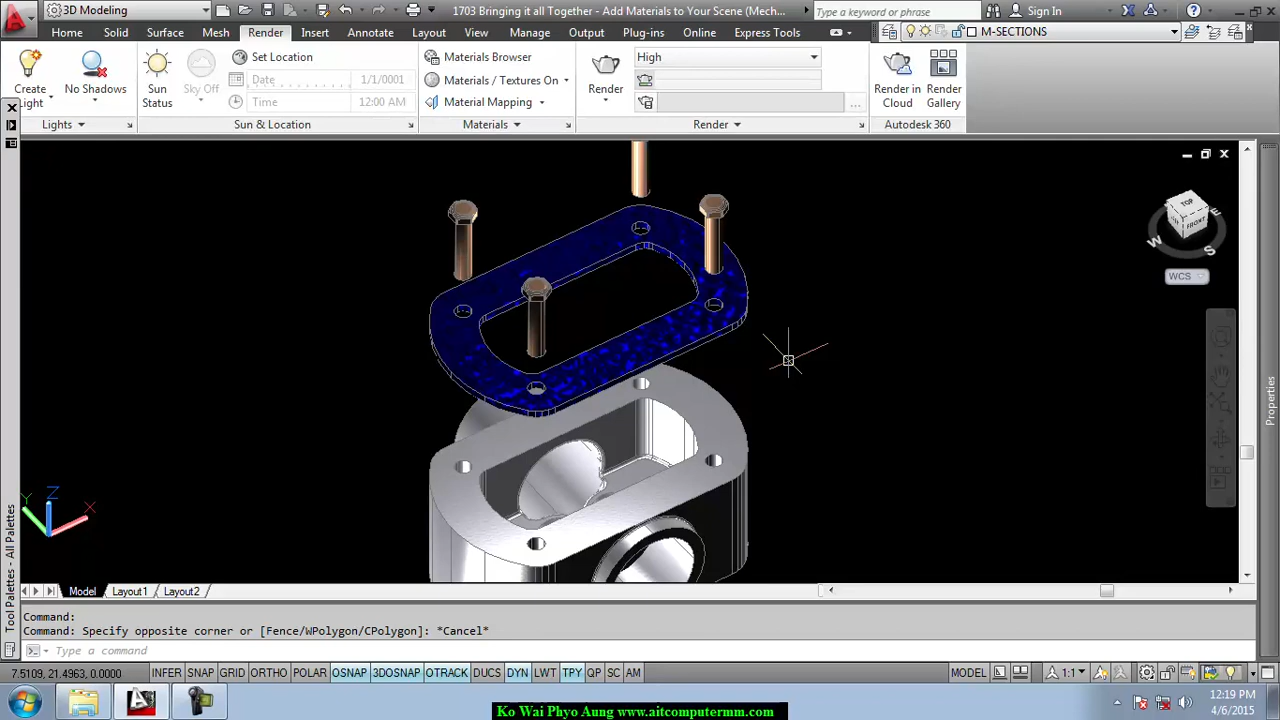 3D Modeling
1703 Bringing it all Together - Add Materials to Your Scene (Mech...
Type a keyword or phrase
Sign In
Home
Solid
Surface
Render
Insert
Annotate
Layout
View
Manage
Output
Plug-ins
Online
Express Tools
M-SECTIONS
Create
Light
No Shadows
Sun
Status
Sky Off
Set Location
Date
1/1/0001
Time
12:00 AM
Materials Browser
Materials / Textures On
Material Mapping
Render
High
Render in
Cloud
Render
Gallery
Lights
Sun & Location
Materials
Render
Autodesk 360
TOP
FRONT
E
W
S
WCS
Properties
Tool Palettes - All Palettes
Y
Z
X
Model
Layout1
Layout2
Command:
Command: Specify opposite corner or [Fence/WPolygon/CPolygon]: *Cancel*
Type a command
7.5109, 21.4963, 0.0000
INFER
SNAP
GRID
ORTHO
POLAR
OSNAP
3DOSNAP
OTRACK
DUCS
DYN
LWT
TPY
QP
SC
AM
MODEL
1:1
12:19 PM
4/6/2015
Ko Wai Phyo Aung www.aitcomputermm.com